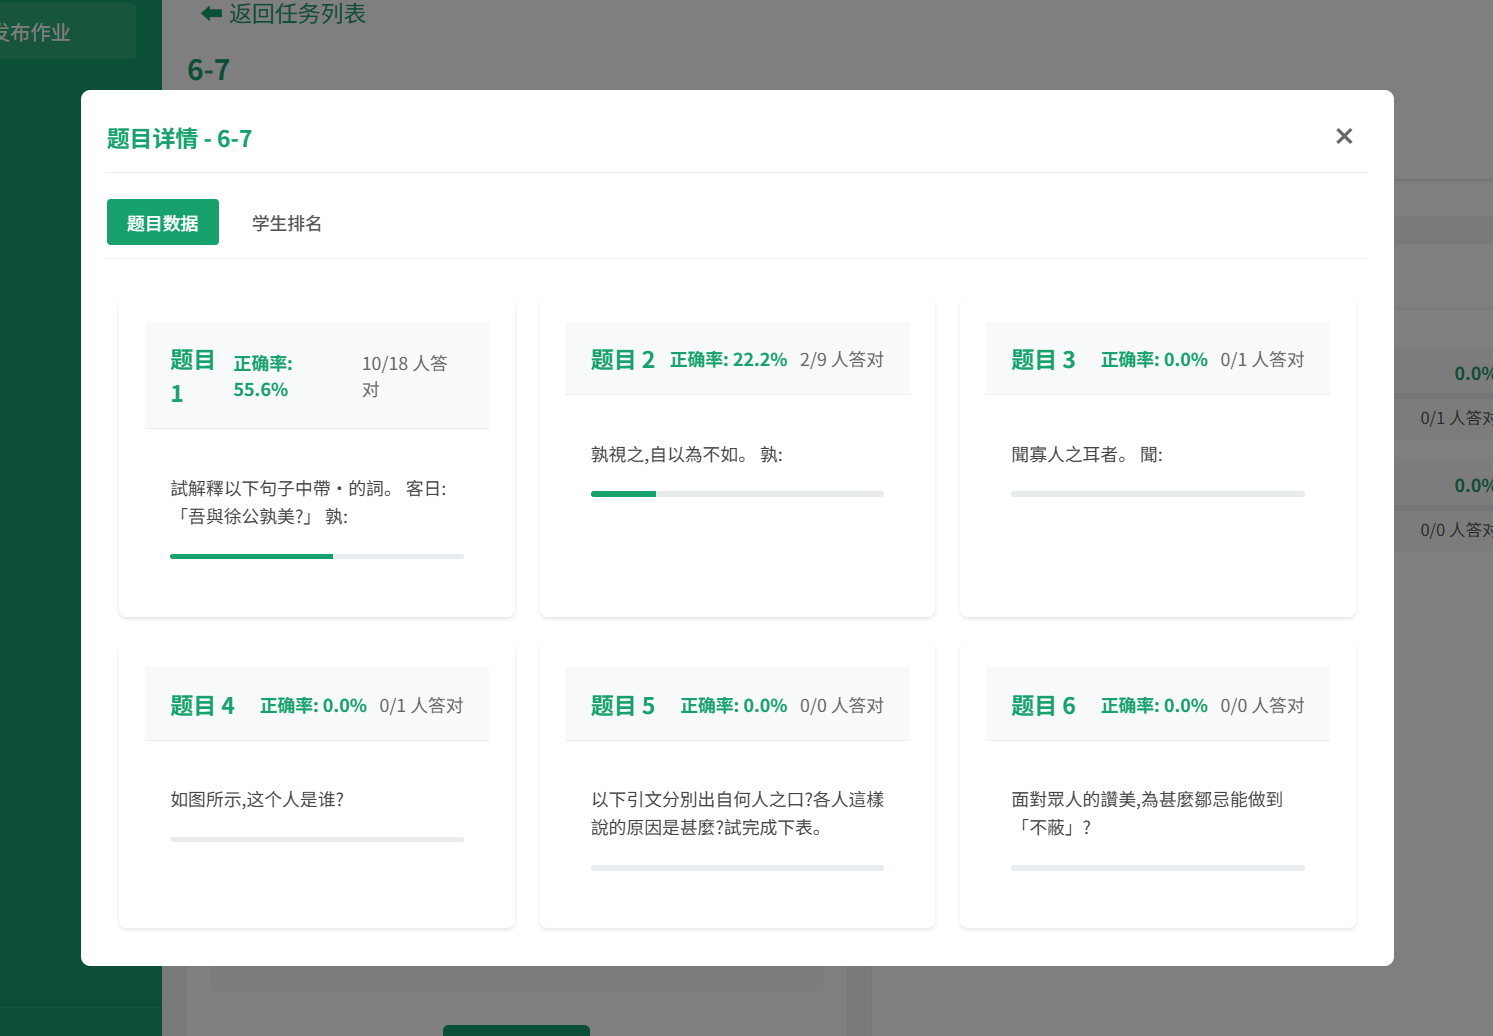 发布作业
返回任务列表
6-7
题目详情 - 6-7
×
题目数据
学生排名
题目
1
正确率:
55.6%
10/18 人答
对
試解釋以下句子中帶・的詞。 客日:
「吾與徐公孰美?」 孰:
题目 2
正确率: 22.2%
2/9 人答对
孰視之,自以為不如。 孰:
题目 3
正确率: 0.0%
0/1 人答对
聞寡人之耳者。 聞:
题目 4
正确率: 0.0%
0/1 人答对
如图所示,这个人是谁?
题目 5
正确率: 0.0%
0/0 人答对
以下引文分別出自何人之口?各人這樣
說的原因是甚麼?試完成下表。
题目 6
正确率: 0.0%
0/0 人答对
面對眾人的讚美,為甚麼鄒忌能做到
「不蔽」?
0.0%
0/1 人答对
0.0%
0/0 人答对